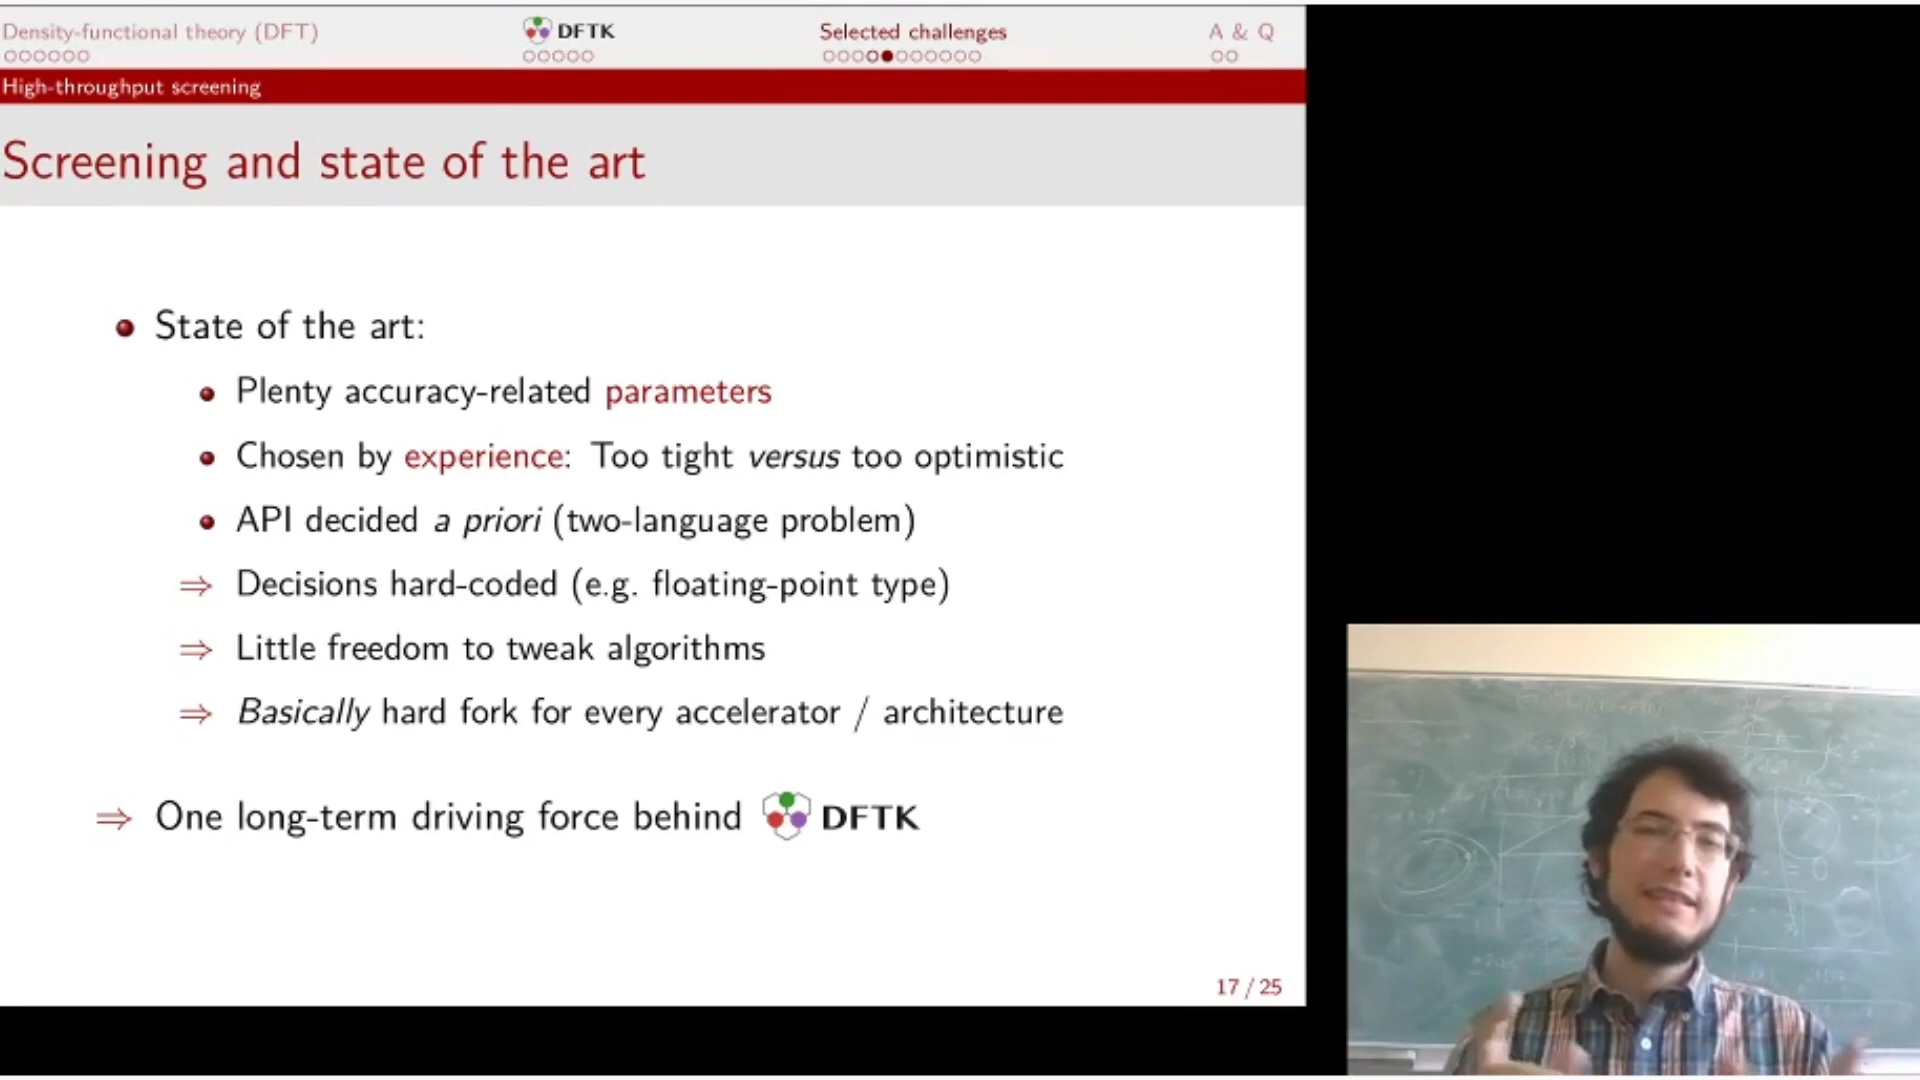 Density-functional theory (DFT) DFTK Selected challenges A & Q
High-throughput screening
Screening and state of the art
State of the art:
Plenty accuracy-related parameters
Chosen by experience: Too tight versus too optimistic
API decided a priori (two-language problem)
⇒ Decisions hard-coded (e.g. floating-point type)
⇒ Little freedom to tweak algorithms
⇒ Basically hard fork for every accelerator / architecture
⇒ One long-term driving force behind DFTK
17 / 25